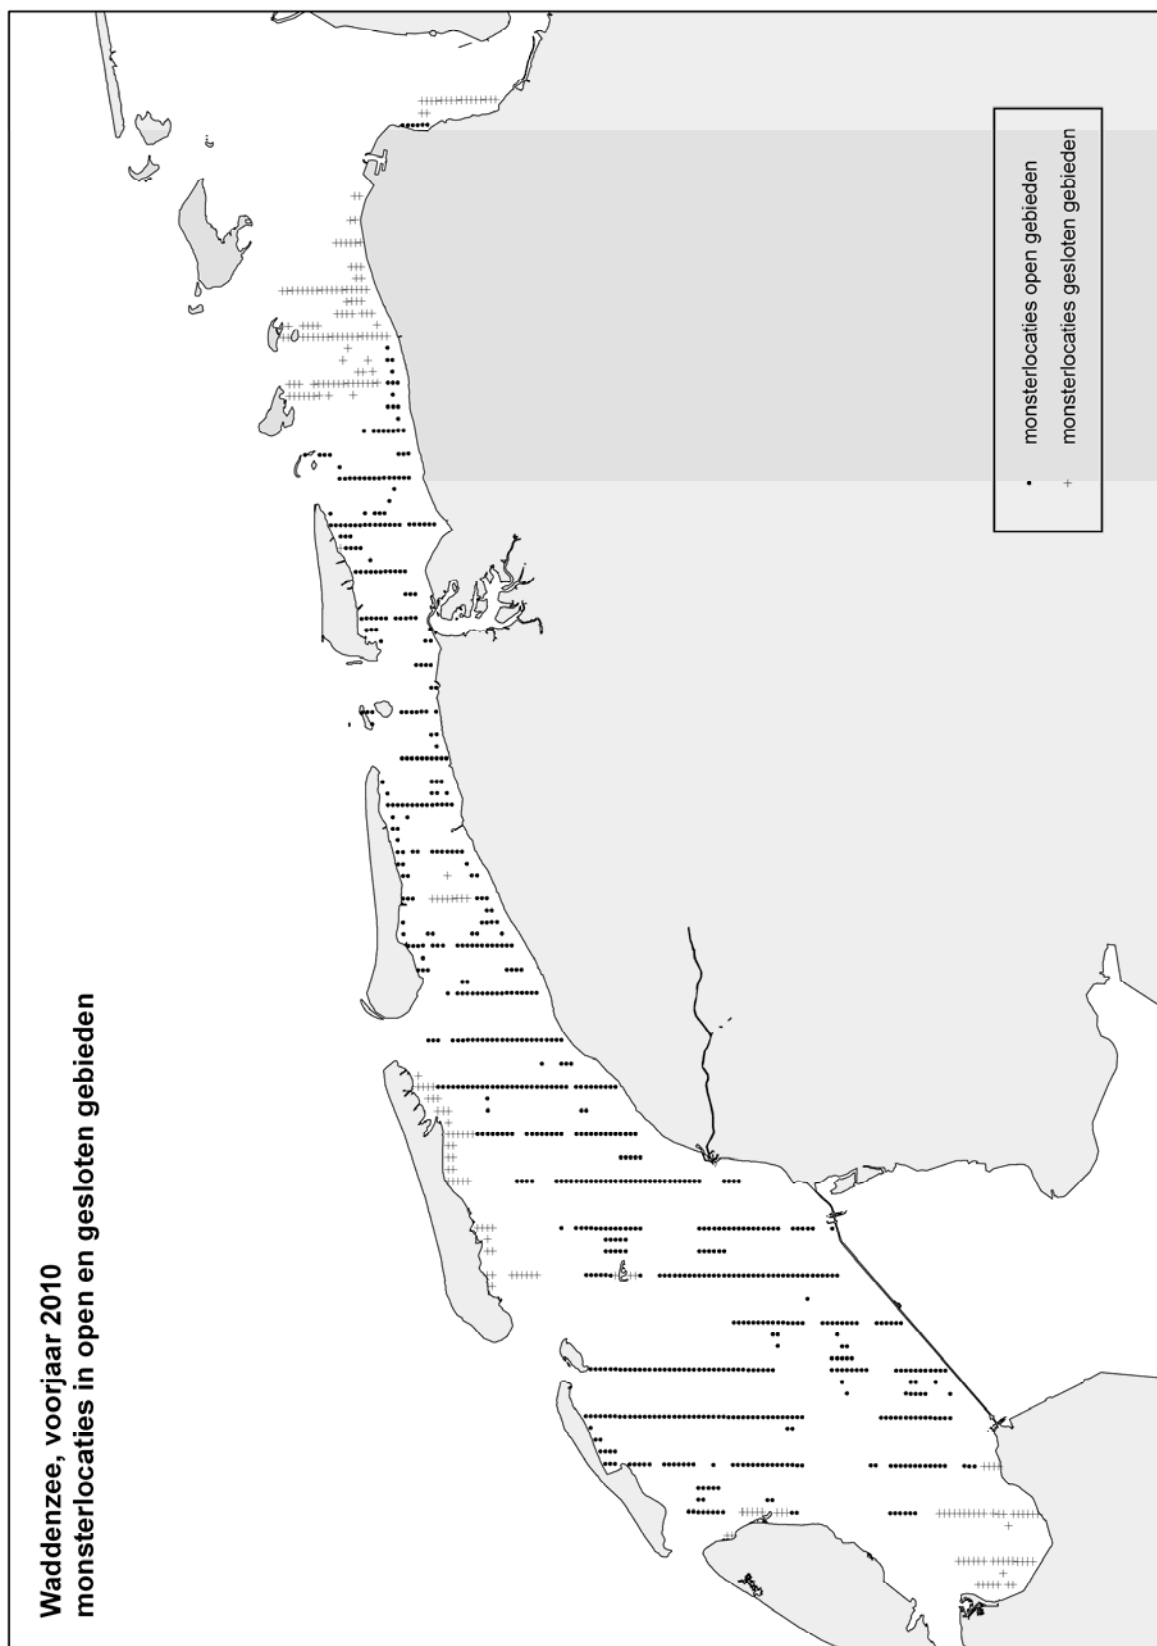 Waddenzee, voorjaar 2010
monsterlocaties in open en gesloten gebieden
monsterlocaties open gebieden
monsterlocaties gesloten gebieden